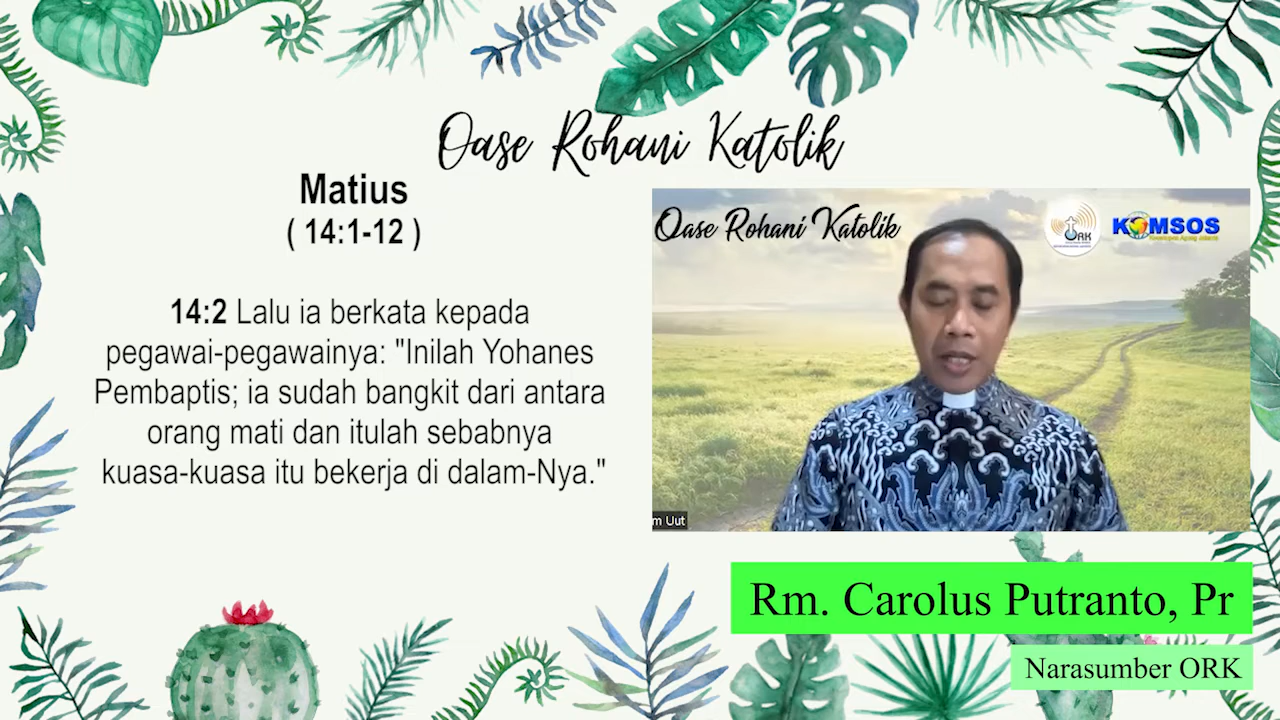 Oase Rohani Katolik
Matius
( 14:1-12 )
14:2 Lalu ia berkata kepada
pegawai-pegawainya: "Inilah Yohanes
Pembaptis; ia sudah bangkit dari antara
orang mati dan itulah sebabnya
kuasa-kuasa itu bekerja di dalam-Nya."
Oase Rohani Katolik
ORK
KOMSOS
m Uut
Rm. Carolus Putranto, Pr
Narasumber ORK